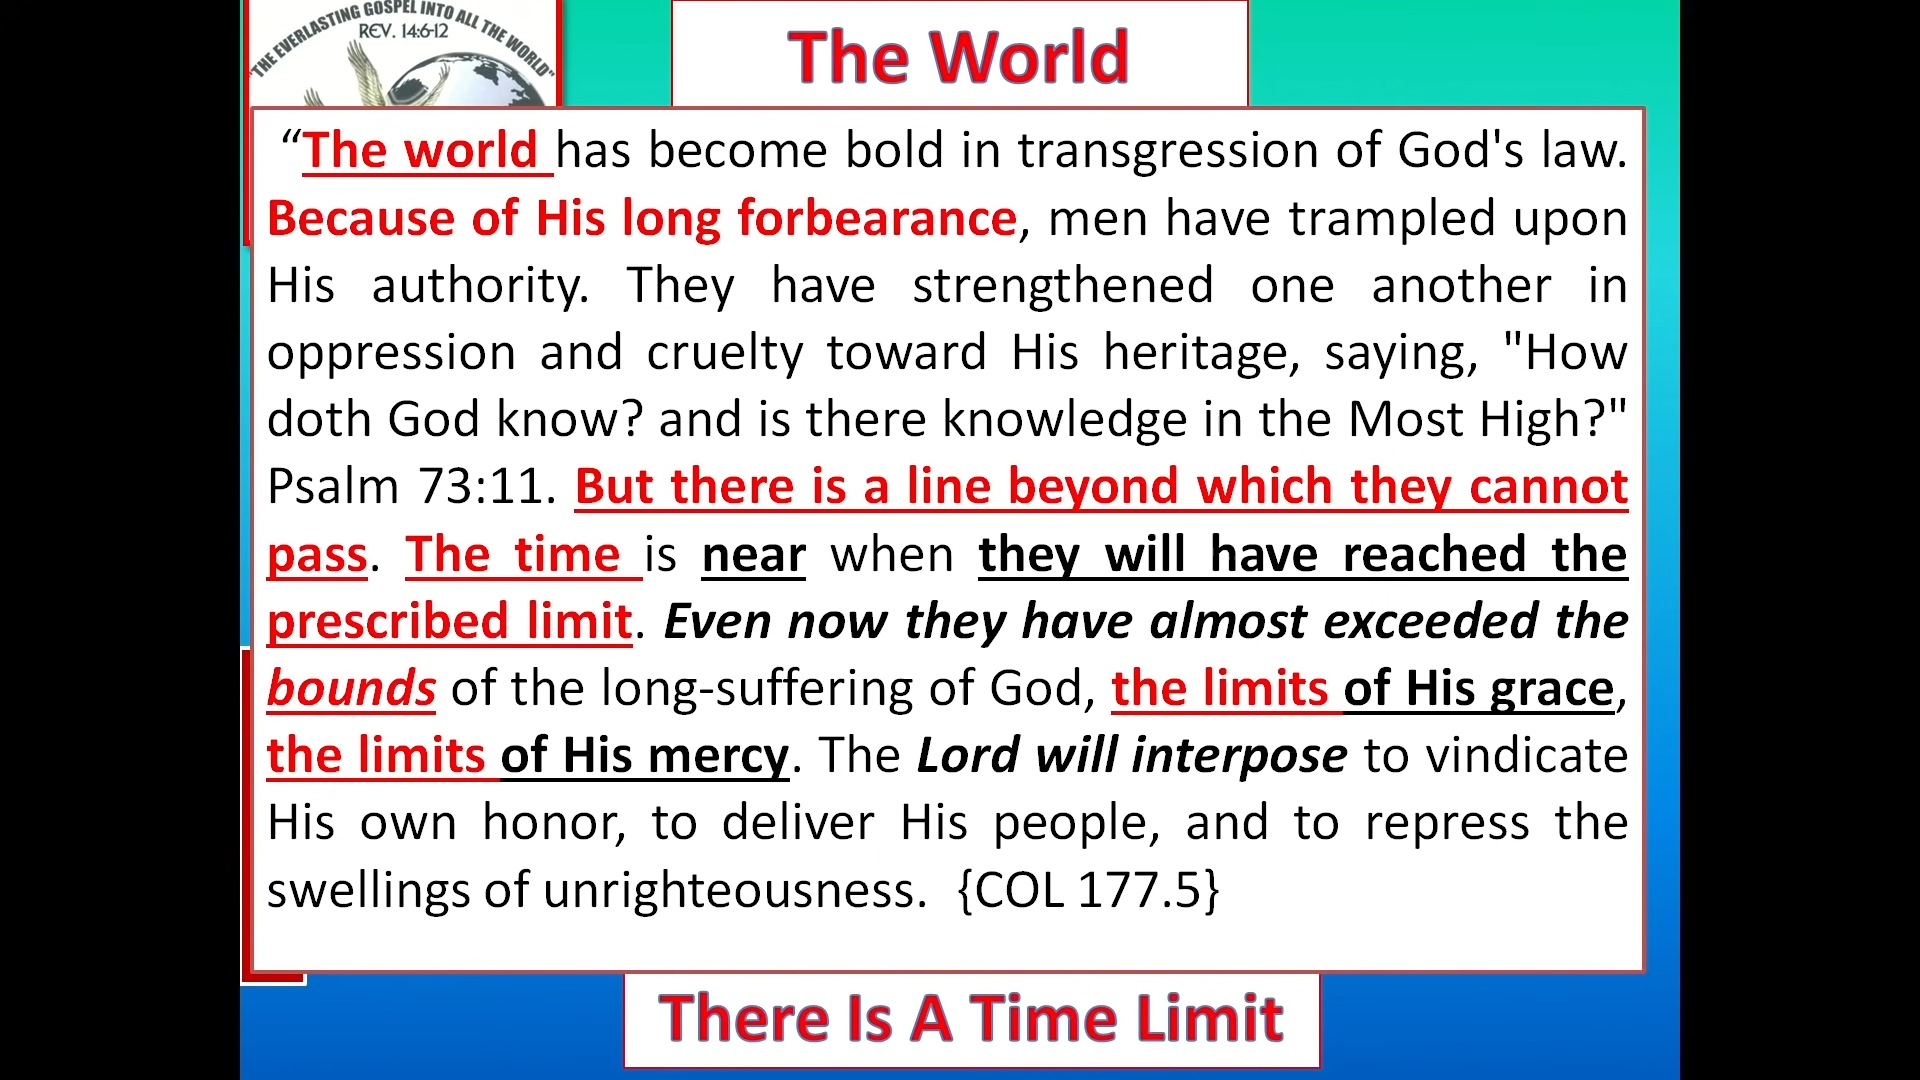 "THE EVERLASTING GOSPEL INTO ALL THE WORLD"
REV. 14:6-12
The World
“The world has become bold in transgression of God's law.
Because of His long forbearance, men have trampled upon
His authority. They have strengthened one another in
oppression and cruelty toward His heritage, saying, "How
doth God know? and is there knowledge in the Most High?"
Psalm 73:11. But there is a line beyond which they cannot
pass. The time is near when they will have reached the
prescribed limit. Even now they have almost exceeded the
bounds of the long-suffering of God, the limits of His grace,
the limits of His mercy. The Lord will interpose to vindicate
His own honor, to deliver His people, and to repress the
swellings of unrighteousness. {COL 177.5}
There Is A Time Limit